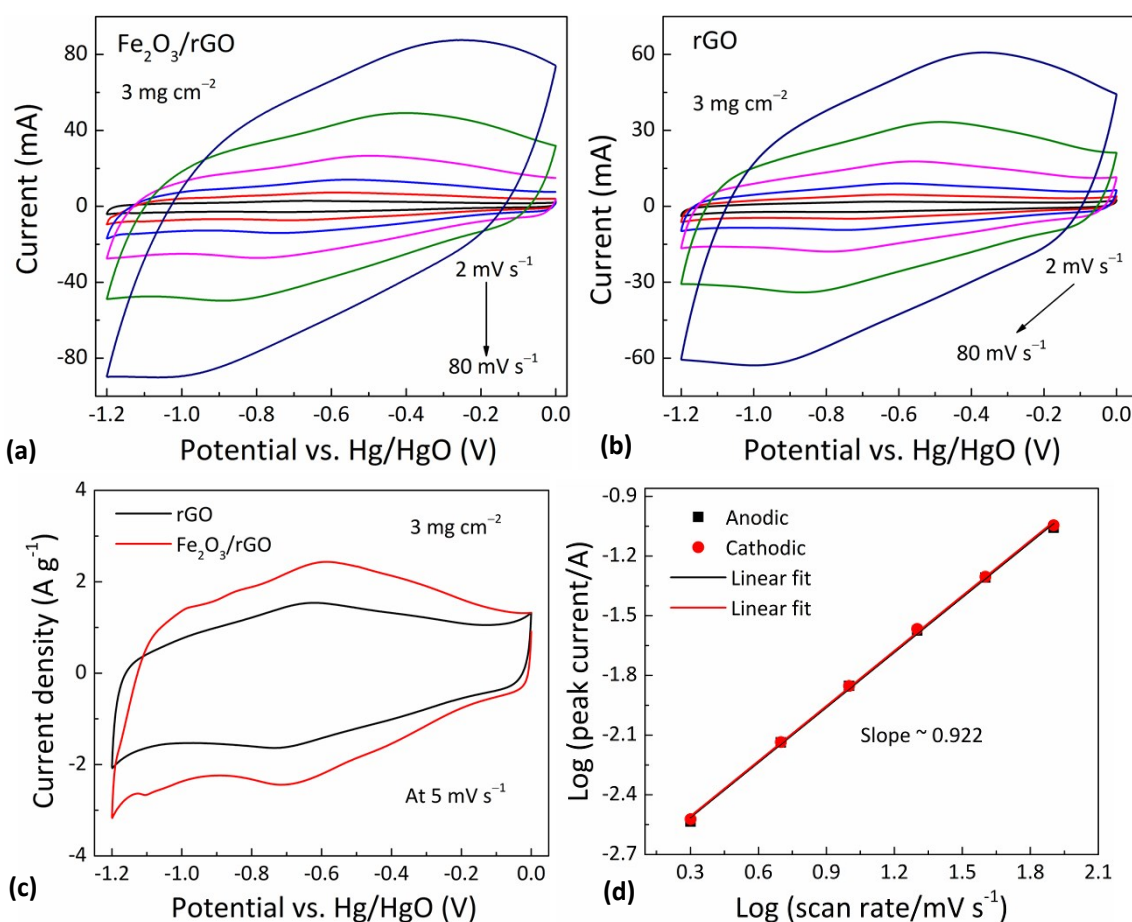 Fe₂O₃/rGO
3 mg cm⁻²
2 mV s⁻¹
80 mV s⁻¹
80
40
0
-40
-80
Current (mA)
-1.2 -1.0 -0.8 -0.6 -0.4 -0.2 0.0
Potential vs. Hg/HgO (V)
(a)
rGO
3 mg cm⁻²
2 mV s⁻¹
80 mV s⁻¹
60
30
0
-30
-60
Current (mA)
-1.2 -1.0 -0.8 -0.6 -0.4 -0.2 0.0
Potential vs. Hg/HgO (V)
(b)
rGO
Fe₂O₃/rGO
3 mg cm⁻²
At 5 mV s⁻¹
4
2
0
-2
-4
Current density (A g⁻¹)
-1.2 -1.0 -0.8 -0.6 -0.4 -0.2 0.0
Potential vs. Hg/HgO (V)
(c)
Anodic
Cathodic
Linear fit
Linear fit
Slope ~ 0.922
-0.9
-1.2
-1.5
-1.8
-2.1
-2.4
-2.7
Log (peak current/A)
0.3 0.6 0.9 1.2 1.5 1.8 2.1
Log (scan rate/mV s⁻¹)
(d)